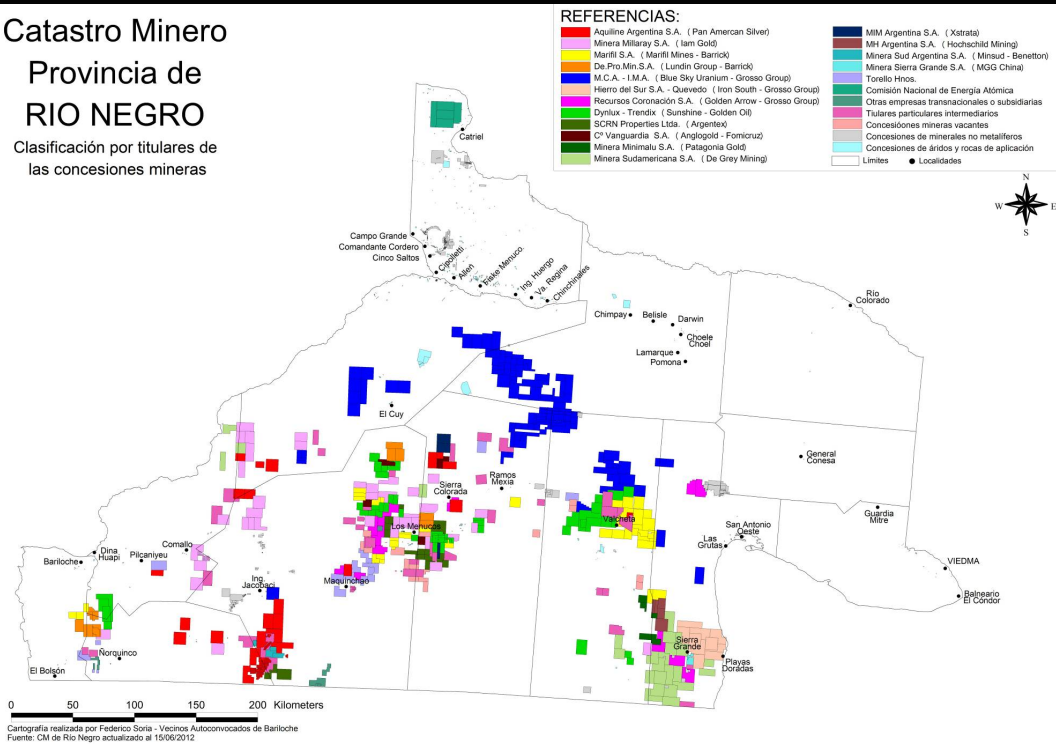 Catastro Minero
Provincia de
RIO NEGRO
Clasificación por titulares de
las concesiones mineras
REFERENCIAS:
Aquiline Argentina S.A. ( Pan Amercan Silver)
Minera Millaray S.A. ( Iam Gold)
Marifil S.A. ( Marifil Mines - Barrick)
De.Pro.Min.S.A. ( Lundin Group - Barrick)
M.C.A. - I.M.A. ( Blue Sky Uranium - Grosso Group)
Hierro del Sur S.A. - Quevedo ( Iron South - Grosso Group)
Recursos Coronación S.A. ( Golden Arrow - Grosso Group)
Dynlux - Trendix ( Sunshine - Golden Oil)
SCRN Properties Ltda. ( Argentex)
Cº Vanguardia S.A. ( Anglogold - Fomicruz)
Minera Minimalu S.A. ( Patagonia Gold)
Minera Sudamericana S.A. ( De Grey Mining)
MIM Argentina S.A. ( Xstrata)
MH Argentina S.A. ( Hochschild Mining)
Minera Sud Argentina S.A. ( Minsud - Benetton)
Minera Sierra Grande S.A. ( MGG China)
Torello Hnos.
Comisión Nacional de Energía Atómica
Otras empresas transnacionales o subsidiarias
Tiulares particulares intermediarios
Concesiónes mineras vacantes
Concesiones de minerales no metalíferos
Concesiones de áridos y rocas de aplicación
Límites
Localidades
N
W
E
S
Catriel
Campo Grande
Comandante Cordero
Cinco Saltos
Cipolletti
Allen
Fiske Menuco.
Ing. Huergo
Va. Regina
Chinchinales
Chimpay
Belisle
Darwin
Choele
Choel
Lamarque
Pomona
Río
Colorado
El Cuy
General
Conesa
Guardia
Mitre
Sierra
Colorada
Ramos
Mexia
Los Menucos
Valcheta
San Antonio
Oeste
Las
Grutas
VIEDMA
Balneario
El Cóndor
Bariloche
Dina
Huapi
Pilcaniyeu
Comallo
Ing.
Jacobaci
Maquinchao
Sierra
Grande
Playas
Doradas
Ñorquinco
El Bolsón
0 50 100 150 200 Kilometers
Cartografía realizada por Federico Soria - Vecinos Autoconvocados de Bariloche
Fuente: CM de Río Negro actualizado al 15/06/2012